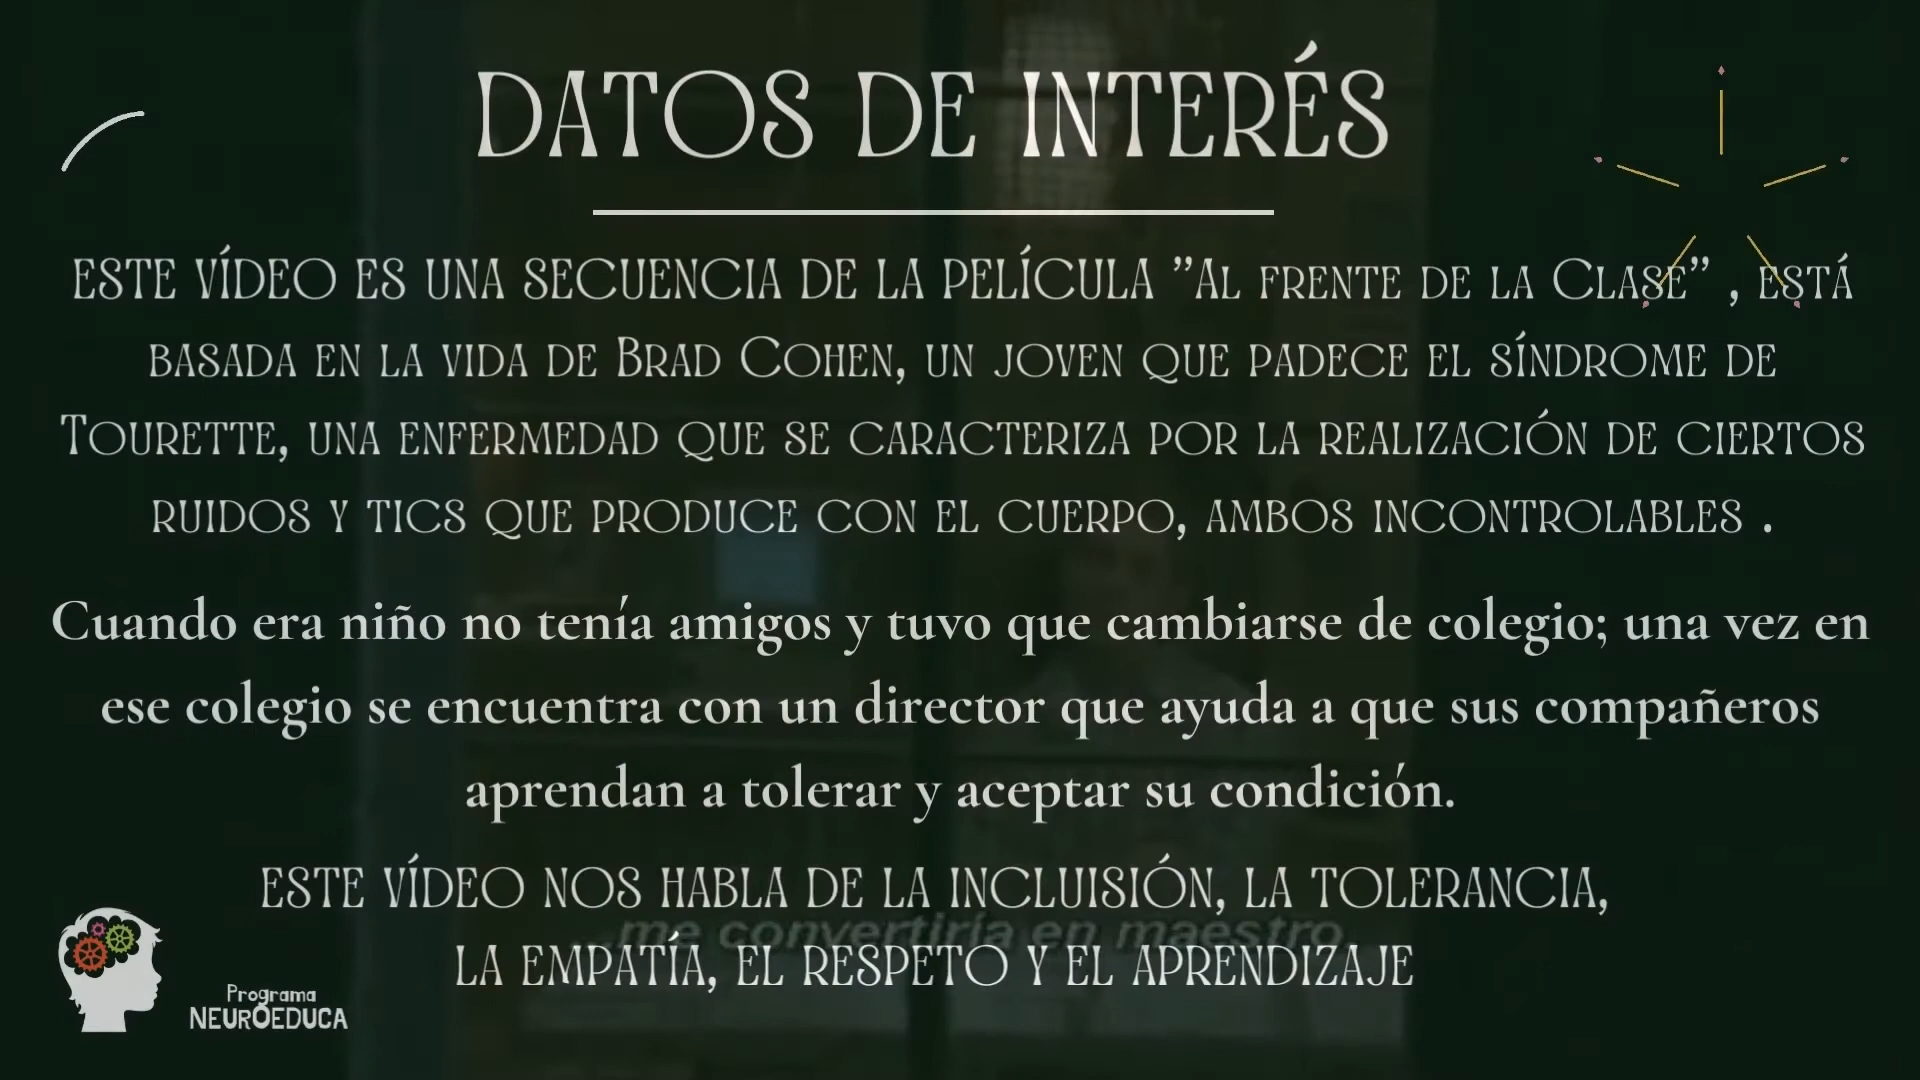 DATOS DE INTERÉS
ESTE VÍDEO ES UNA SECUENCIA DE LA PELÍCULA "AL FRENTE DE LA CLASE" , ESTÁ
BASADA EN LA VIDA DE BRAD COHEN, UN JOVEN QUE PADECE EL SÍNDROME DE
TOURETTE, UNA ENFERMEDAD QUE SE CARACTERIZA POR LA REALIZACIÓN DE CIERTOS
RUIDOS Y TICS QUE PRODUCE CON EL CUERPO, AMBOS INCONTROLABLES .
Cuando era niño no tenía amigos y tuvo que cambiarse de colegio; una vez en
ese colegio se encuentra con un director que ayuda a que sus compañeros
aprendan a tolerar y aceptar su condición.
ESTE VÍDEO NOS HABLA DE LA INCLUISIÓN, LA TOLERANCIA,
me convertiría en maestro
LA EMPATÍA, EL RESPETO Y EL APRENDIZAJE
Programa
NEUROEDUCA